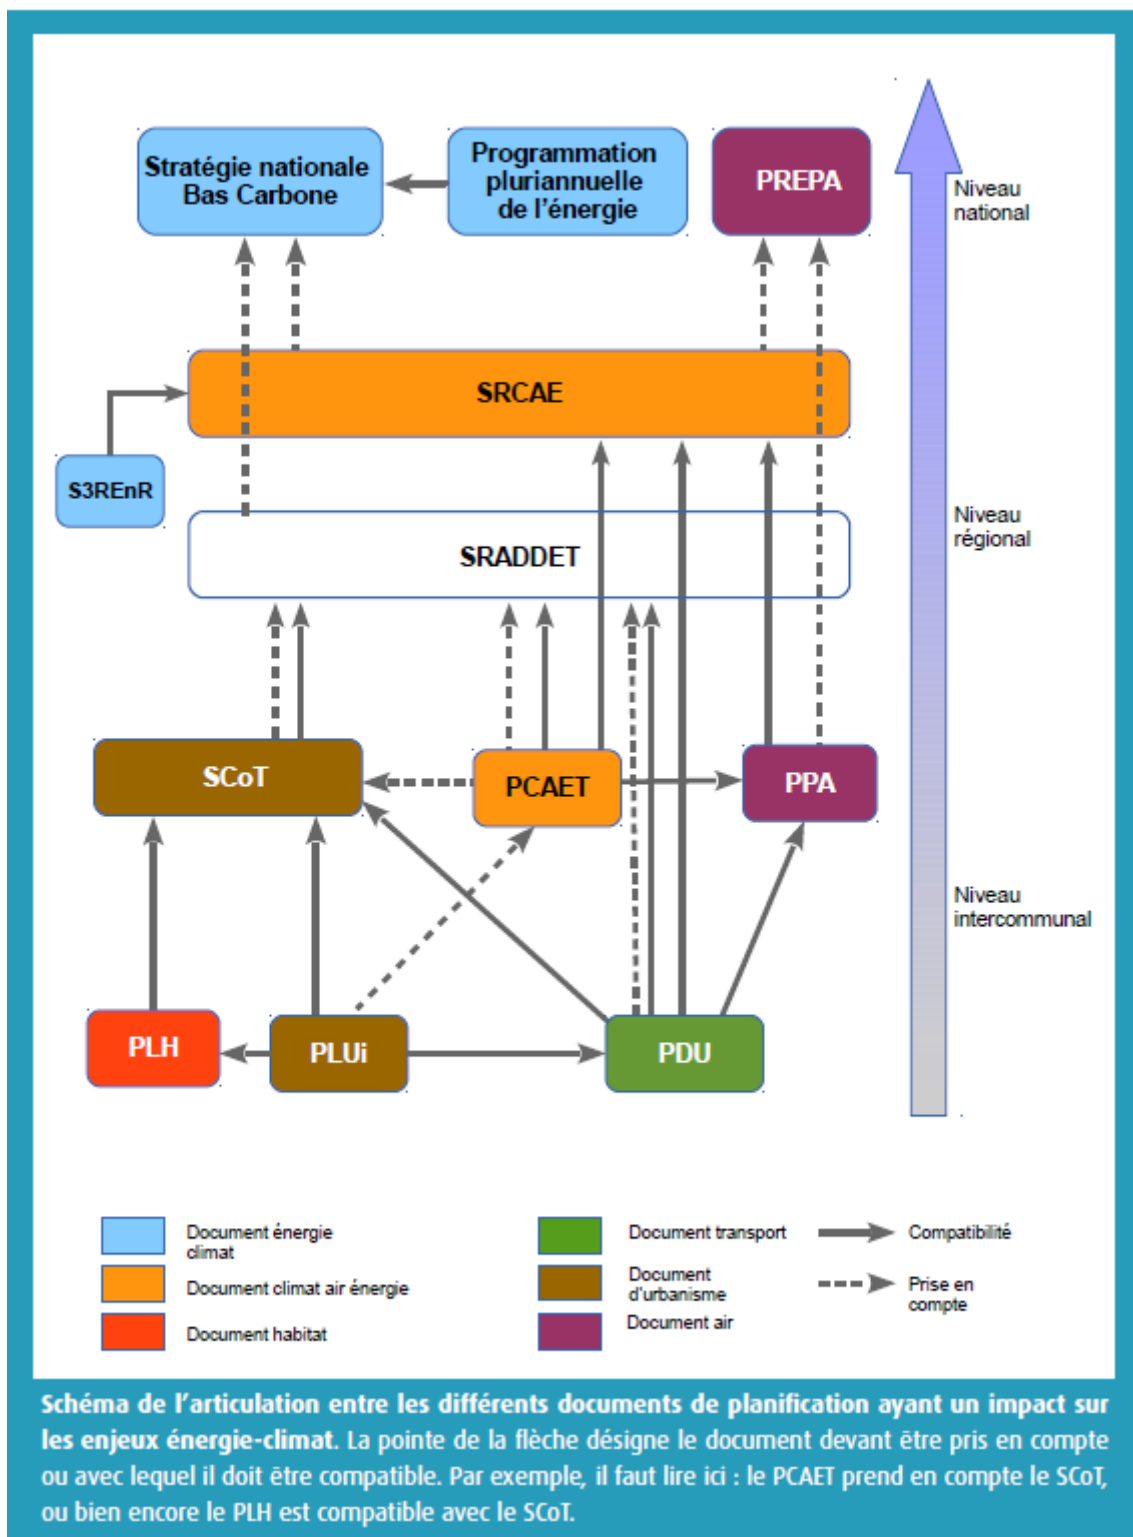 Stratégie nationale
Bas Carbone
Programmation
pluriannuelle
de l'énergie
PREPA
Niveau
national
SRCAE
S3REnR
Niveau
régional
SRADDET
SCoT
PCAET
PPA
Niveau
intercommunal
PLH
PLUi
PDU
Document énergie
climat
Document climat air énergie
Document habitat
Document transport
Document
d'urbanisme
Document air
Compatibilité
Prise en
compte
Schéma de l'articulation entre les différents documents de planification ayant un impact sur
les enjeux énergie-climat. La pointe de la flèche désigne le document devant être pris en compte
ou avec lequel il doit être compatible. Par exemple, il faut lire ici : le PCAET prend en compte le SCoT,
ou bien encore le PLH est compatible avec le SCoT.